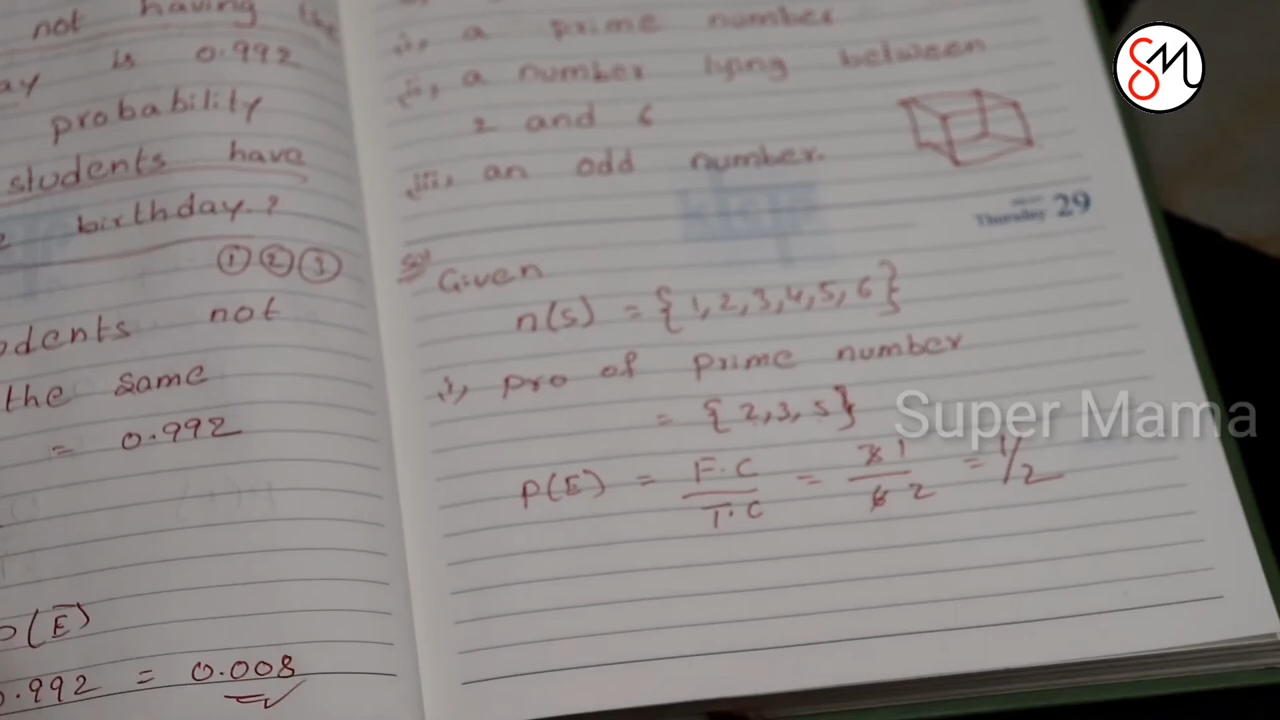 not having the
ay is 0.992
probability
students have
birthday.?
① ② ③
dents not
the same
= 0.992
P(E̅)
0.992 = 0.008
i, a prime number
ii, a number lying between
2 and 6
iii, an odd number.
Thursday 29
Sol
Given
n(s) = {1,2,3,4,5,6}
i, pro of prime number
= {2,3,5}
P(E) = F.C/T.C = 3 1/6 2 = 1/2
SM
Super Mama